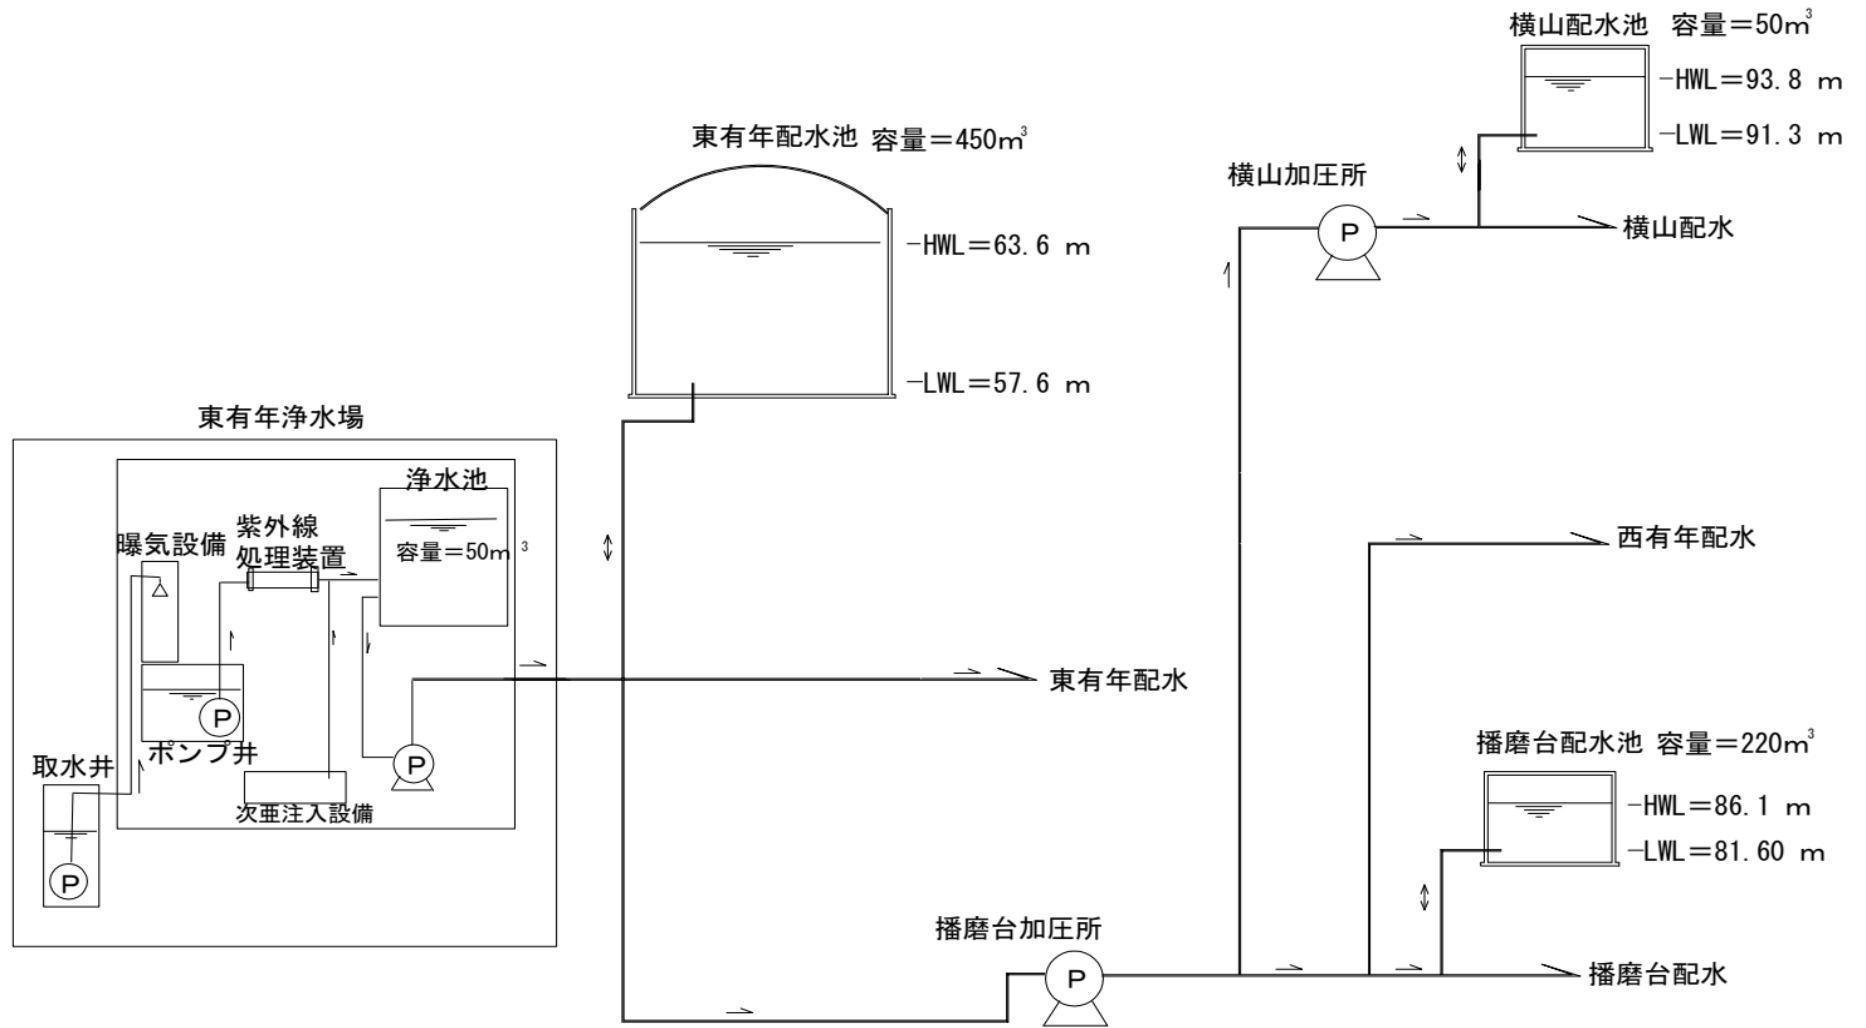 横山配水池 容量＝50m³
－HWL＝93.8 m
－LWL＝91.3 m
東有年配水池 容量＝450m³
横山加圧所
P
横山配水
－HWL＝63.6 m
－LWL＝57.6 m
東有年浄水場
浄水池
容量＝50m³
紫外線
処理装置
曝気設備
西有年配水
東有年配水
P
ポンプ井
取水井
P
次亜注入設備
P
播磨台配水池 容量＝220m³
－HWL＝86.1 m
－LWL＝81.60 m
播磨台加圧所
P
播磨台配水